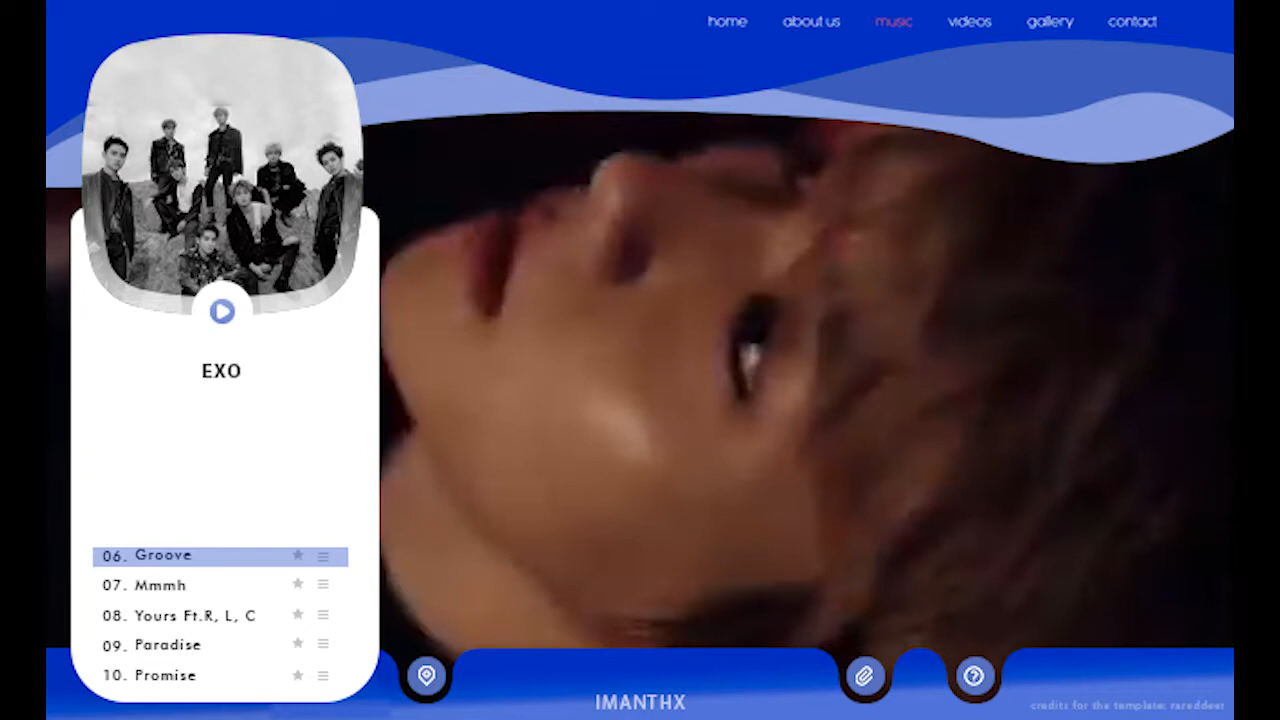 home about us music videos gallery contact
EXO
06. Groove
07. Mmmh
08. Yours Ft.R, L, C
09. Paradise
10. Promise
IMANTHX
credits for the template: rareddeer